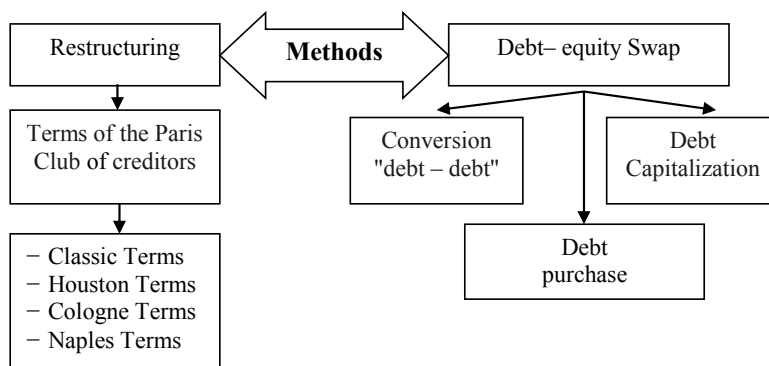 Restructuring
Methods
Debt– equity Swap
Terms of the Paris
Club of creditors
Conversion
"debt – debt"
Debt
Capitalization
Debt
purchase
− Classic Terms
− Houston Terms
− Cologne Terms
− Naples Terms